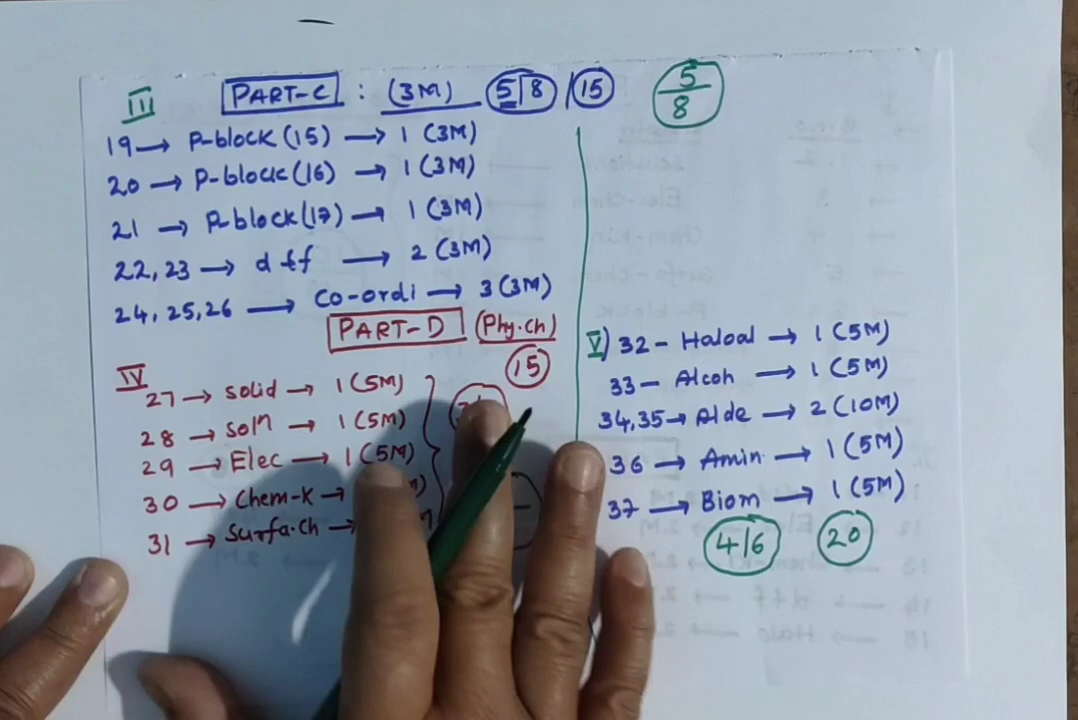 III PART-C : (3M) 5/8 /15 5/8
19 → P-block (15) → 1 (3M)
20 → P-block (16) → 1 (3M)
21 → P-block (17) → 1 (3M)
22, 23 → d ff → 2 (3M)
24, 25, 26 → Co-ordi → 3 (3M)
PART-D (Phy.ch)
15
IV
27 → Solid → 1 (5M)
28 → Soln → 1 (5M)
29 → Elec → 1 (5M)
30 → Chem-K →
31 → Surfa.Ch →
V) 32 - Haloal → 1 (5M)
33 - Alcoh → 1 (5M)
34, 35 → Alde → 2 (10M)
36 → Amin → 1 (5M)
37 → Biom → 1 (5M)
4/6 20